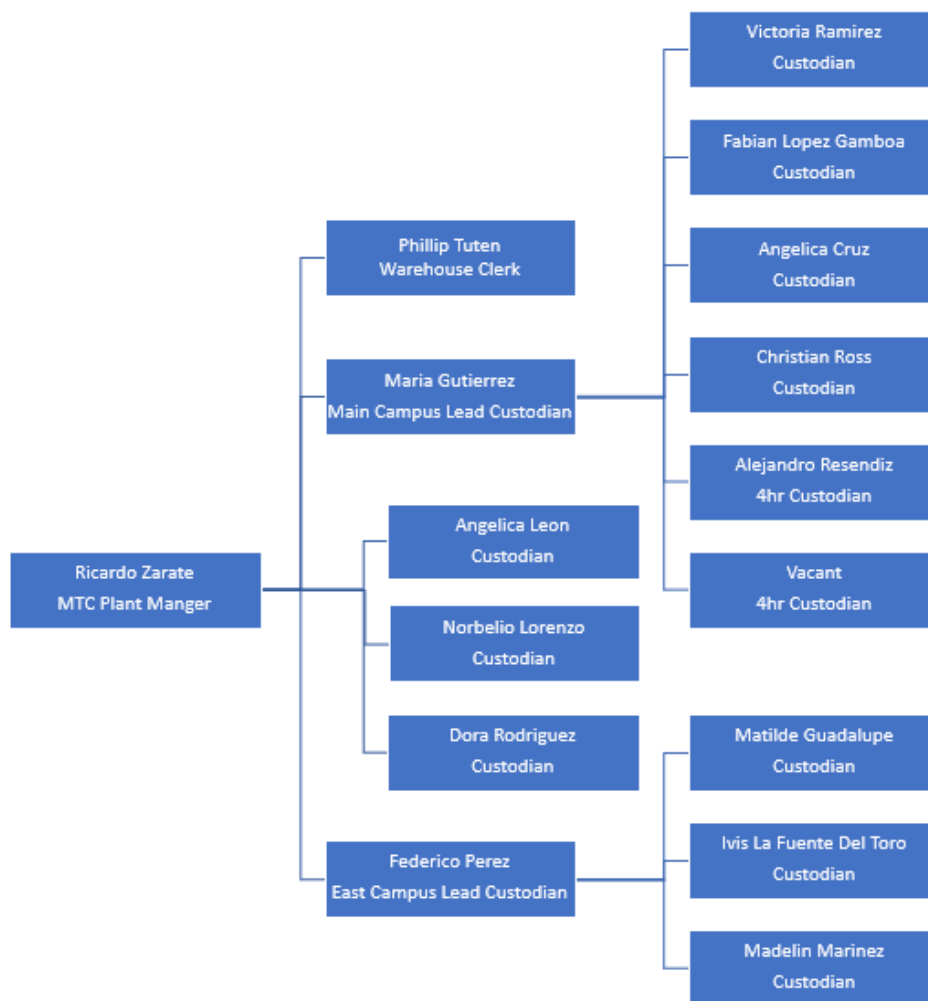 Victoria Ramirez
Custodian
Fabian Lopez Gamboa
Custodian
Phillip Tuten
Warehouse Clerk
Angelica Cruz
Custodian
Maria Gutierrez
Main Campus Lead Custodian
Christian Ross
Custodian
Alejandro Resendiz
4hr Custodian
Angelica Leon
Custodian
Ricardo Zarate
MTC Plant Manger
Vacant
4hr Custodian
Norbelio Lorenzo
Custodian
Dora Rodriguez
Custodian
Matilde Guadalupe
Custodian
Federico Perez
East Campus Lead Custodian
Ivis La Fuente Del Toro
Custodian
Madelin Marinez
Custodian